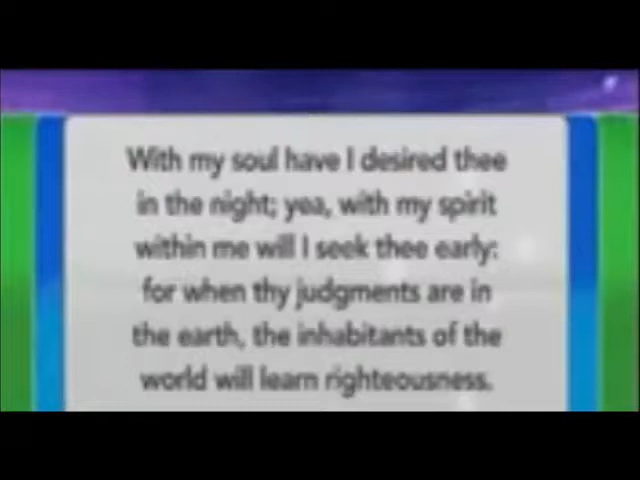 With my soul have I desired thee
in the night; yea, with my spirit
within me will I seek thee early:
for when thy judgments are in
the earth, the inhabitants of the
world will learn righteousness.